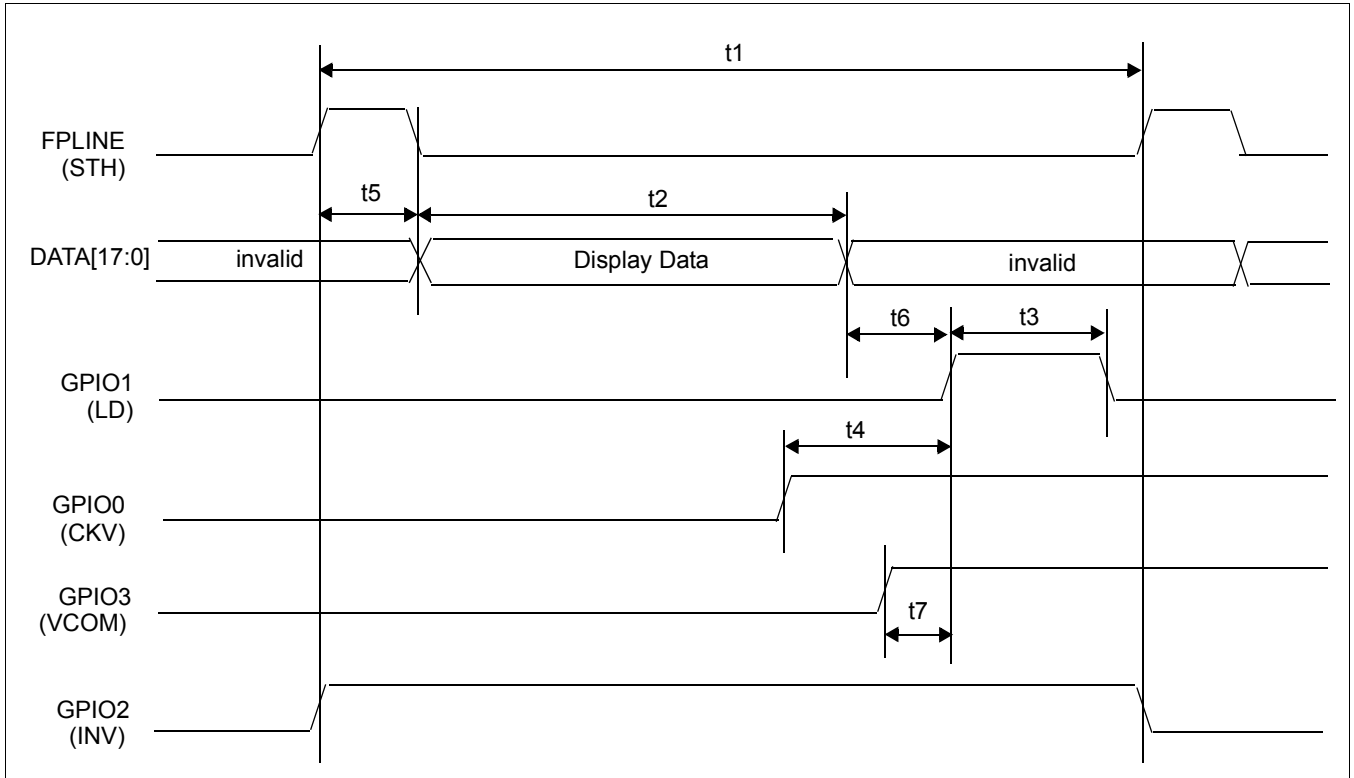 t1
FPLINE
(STH)
t5
t2
DATA[17:0]
invalid
Display Data
invalid
t6
t3
GPIO1
(LD)
t4
GPIO0
(CKV)
GPIO3
(VCOM)
t7
GPIO2
(INV)